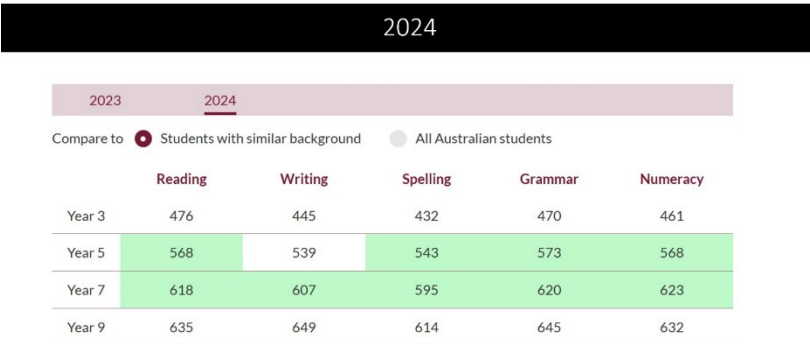 2024
2023 2024
Compare to Students with similar background All Australian students
Reading Writing Spelling Grammar Numeracy
Year 3 476 445 432 470 461
Year 5 568 539 543 573 568
Year 7 618 607 595 620 623
Year 9 635 649 614 645 632